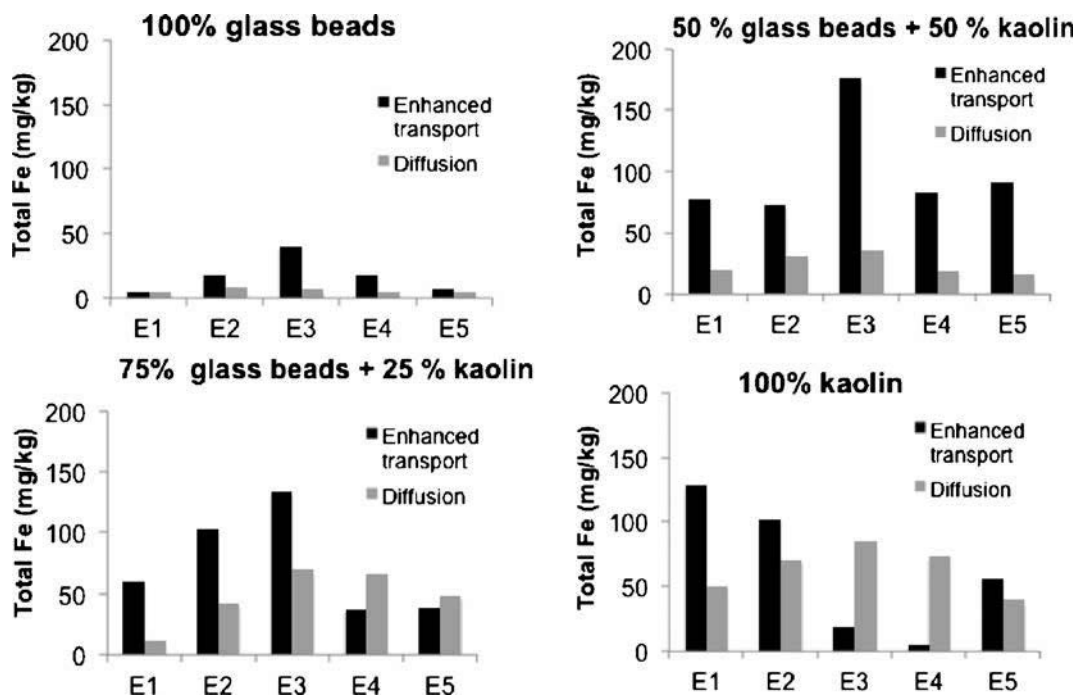 100% glass beads
Total Fe (mg/kg)
200
150
100
50
0
Enhanced
transport
Diffusion
E1 E2 E3 E4 E5
50 % glass beads + 50 % kaolin
Total Fe (mg/kg)
200
150
100
50
0
Enhanced
transport
Diffusion
E1 E2 E3 E4 E5
75% glass beads + 25 % kaolin
Total Fe (mg/kg)
200
150
100
50
0
Enhanced
transport
Diffusion
E1 E2 E3 E4 E5
100% kaolin
Total Fe (mg/kg)
200
150
100
50
0
Enhanced
transport
Diffusion
E1 E2 E3 E4 E5